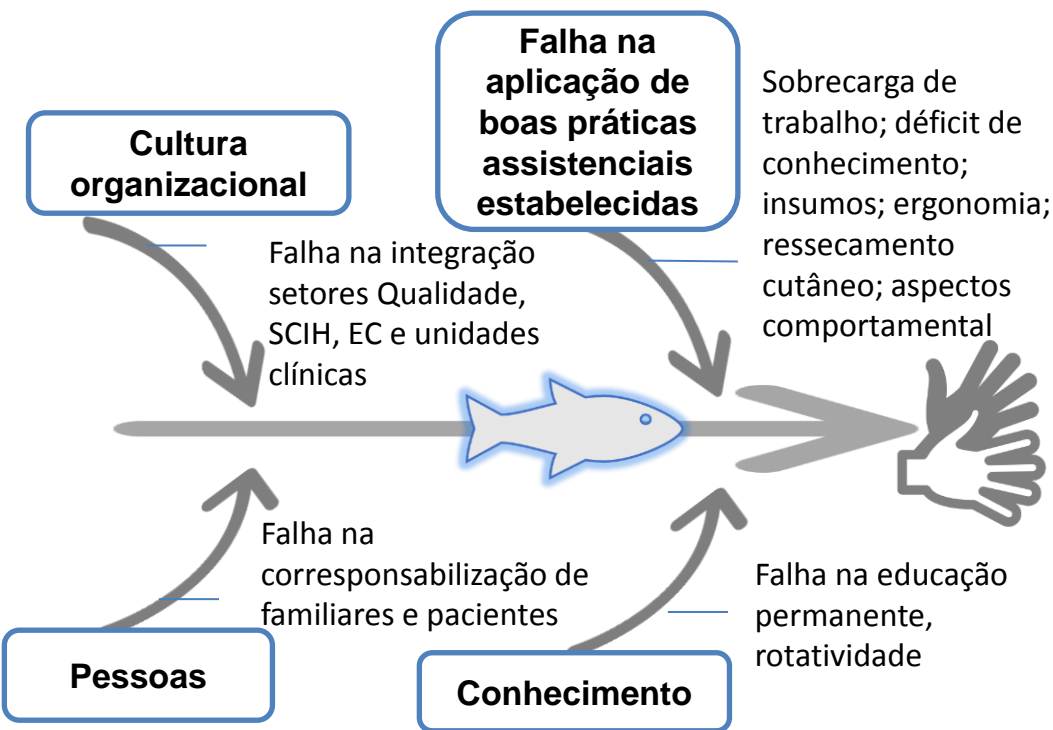 Cultura
organizacional
Falha na integração
setores Qualidade,
SCIH, EC e unidades
clínicas
Falha na
aplicação de
boas práticas
assistenciais
estabelecidas
Sobrecarga de
trabalho; déficit de
conhecimento;
insumos; ergonomia;
ressecamento
cutâneo; aspectos
comportamental
Pessoas
Falha na
corresponsabilização de
familiares e pacientes
Conhecimento
Falha na educação
permanente,
rotatividade